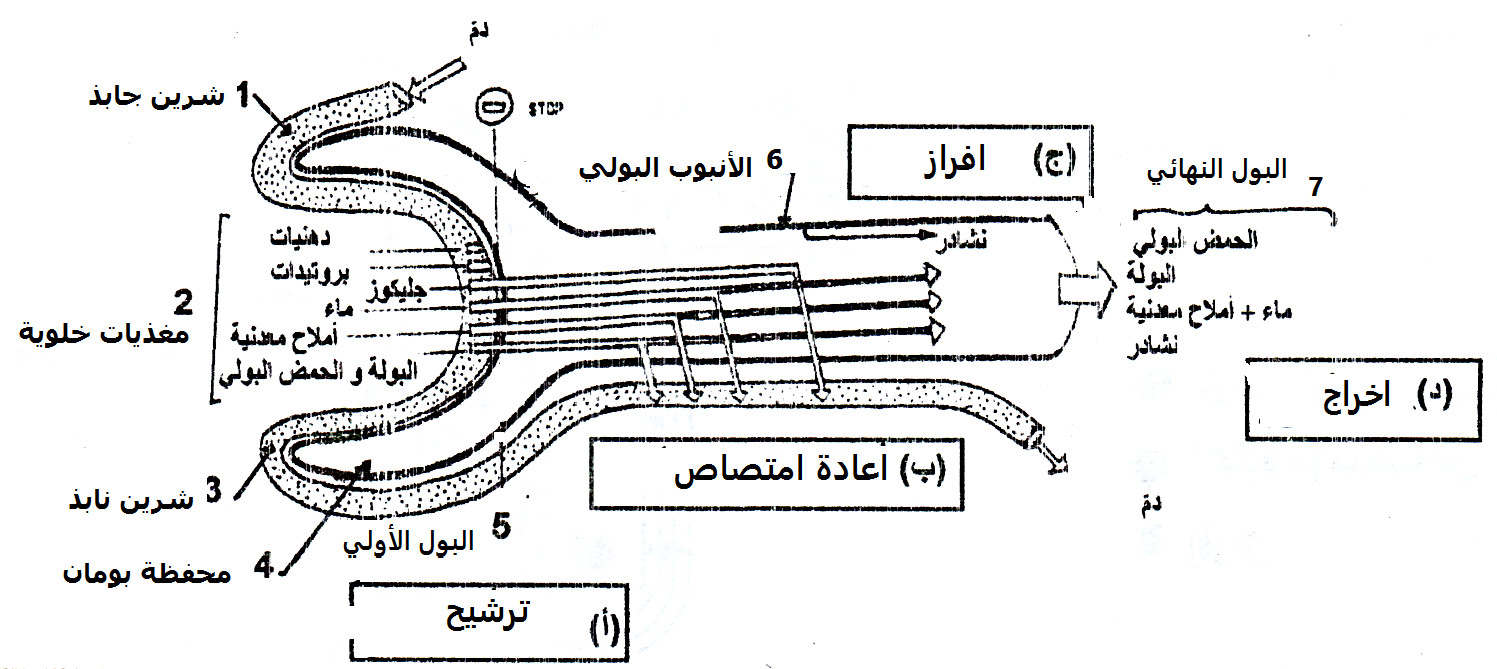 دم
1 شرين جابذ
STOP
(ج) افراز
6 الأنبوب البولي
البول النهائي
7
نشادر
الحمض البولي
البولة
ماء + أملاح معدنية
نشادر
دهنيات
بروتيدات
جليكوز
ماء
أملاح معدنية
البولة و الحمض البولي
2
مغذيات خلوية
(د) اخراج
(ب) أعادة امتصاص
3 شرين نابذ
دم
5
البول الأولي
4 محفظة بومان
(أ) ترشيح